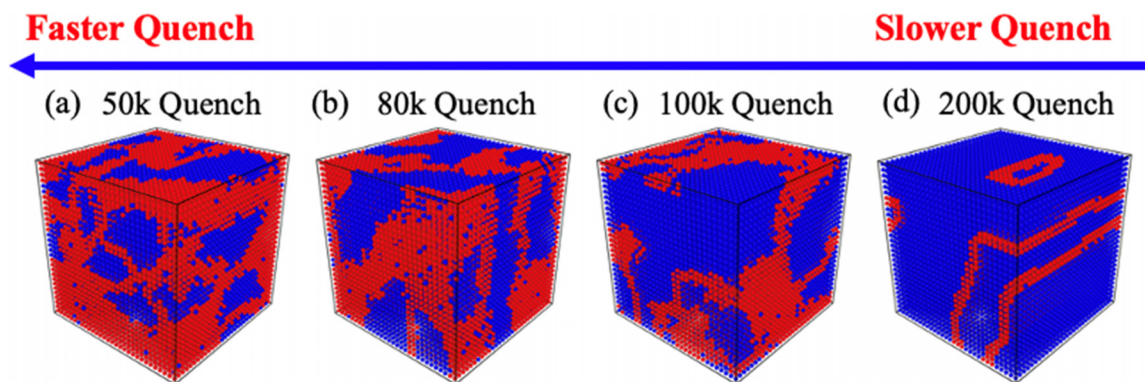 Faster Quench Slower Quench
(a) 50k Quench (b) 80k Quench (c) 100k Quench (d) 200k Quench